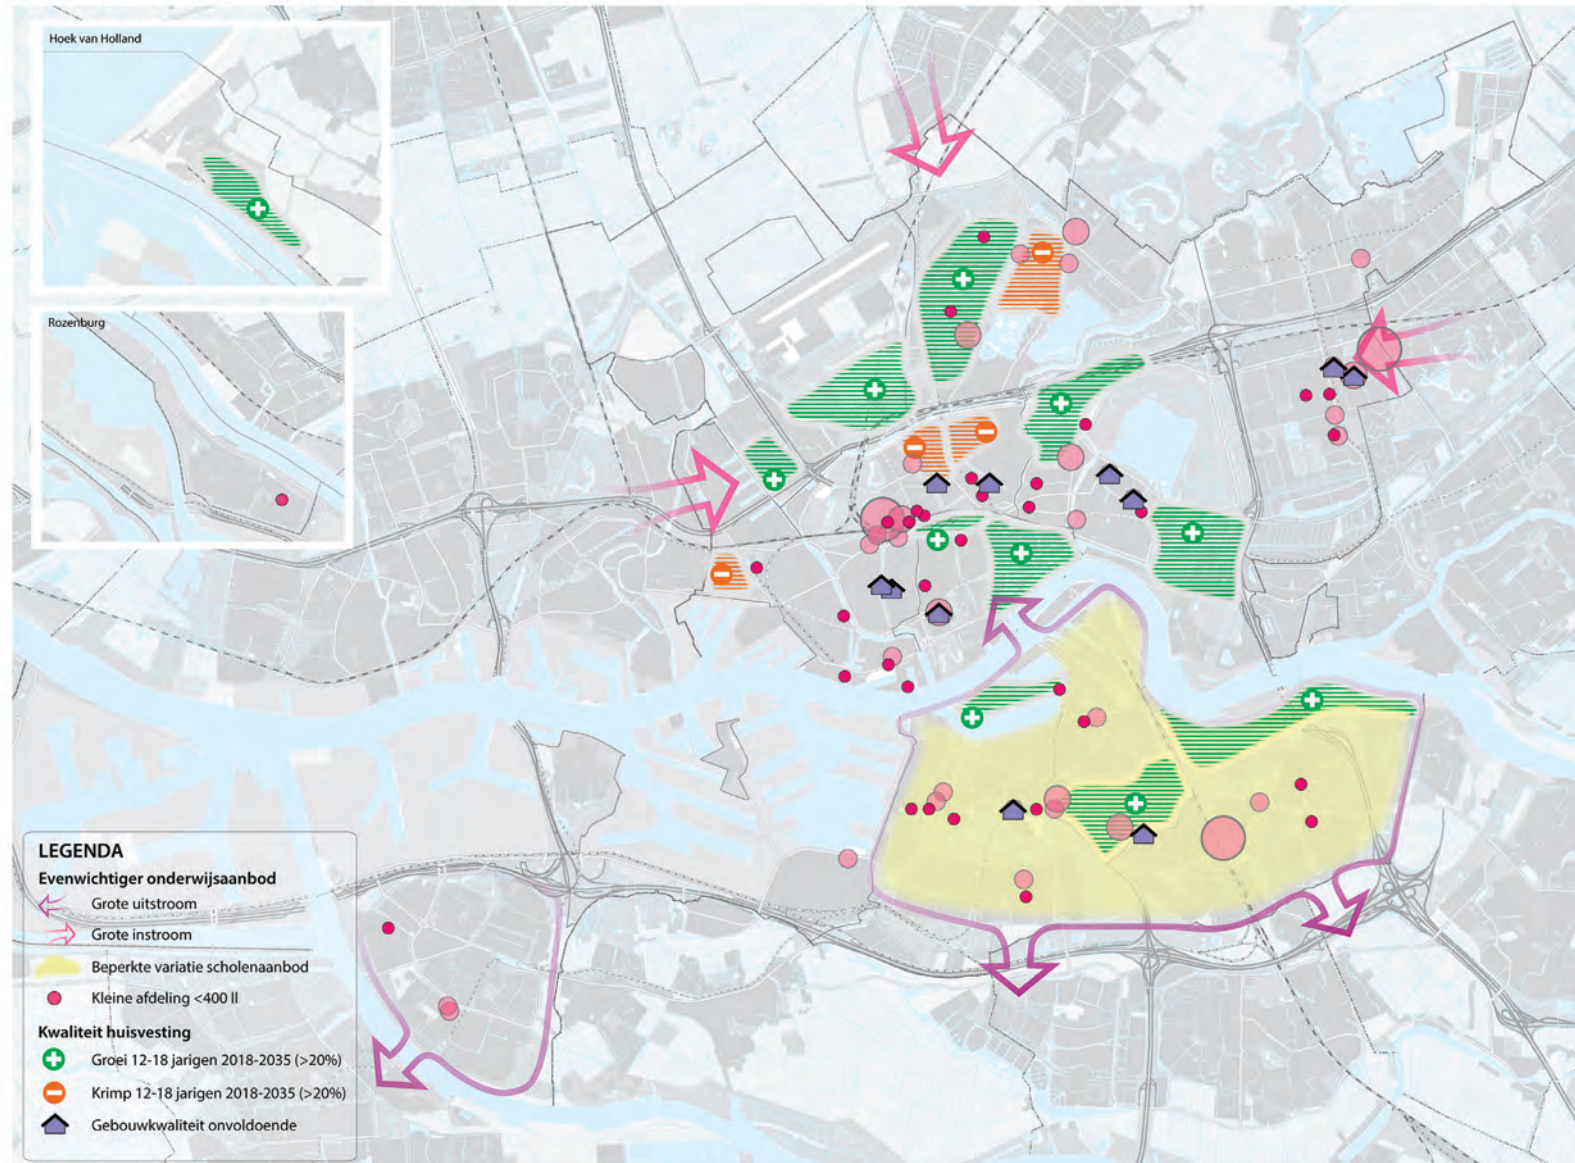 Hoek van Holland
Rozenburg
LEGENDA
Evenwichtiger onderwijsaanbod
Grote uitstroom
Grote instroom
Beperkte variatie scholenaanbod
Kleine afdeling <400 ll
Kwaliteit huisvesting
Groei 12-18 jarigen 2018-2035 (>20%)
Krimp 12-18 jarigen 2018-2035 (>20%)
Gebouwkwaliteit onvoldoende